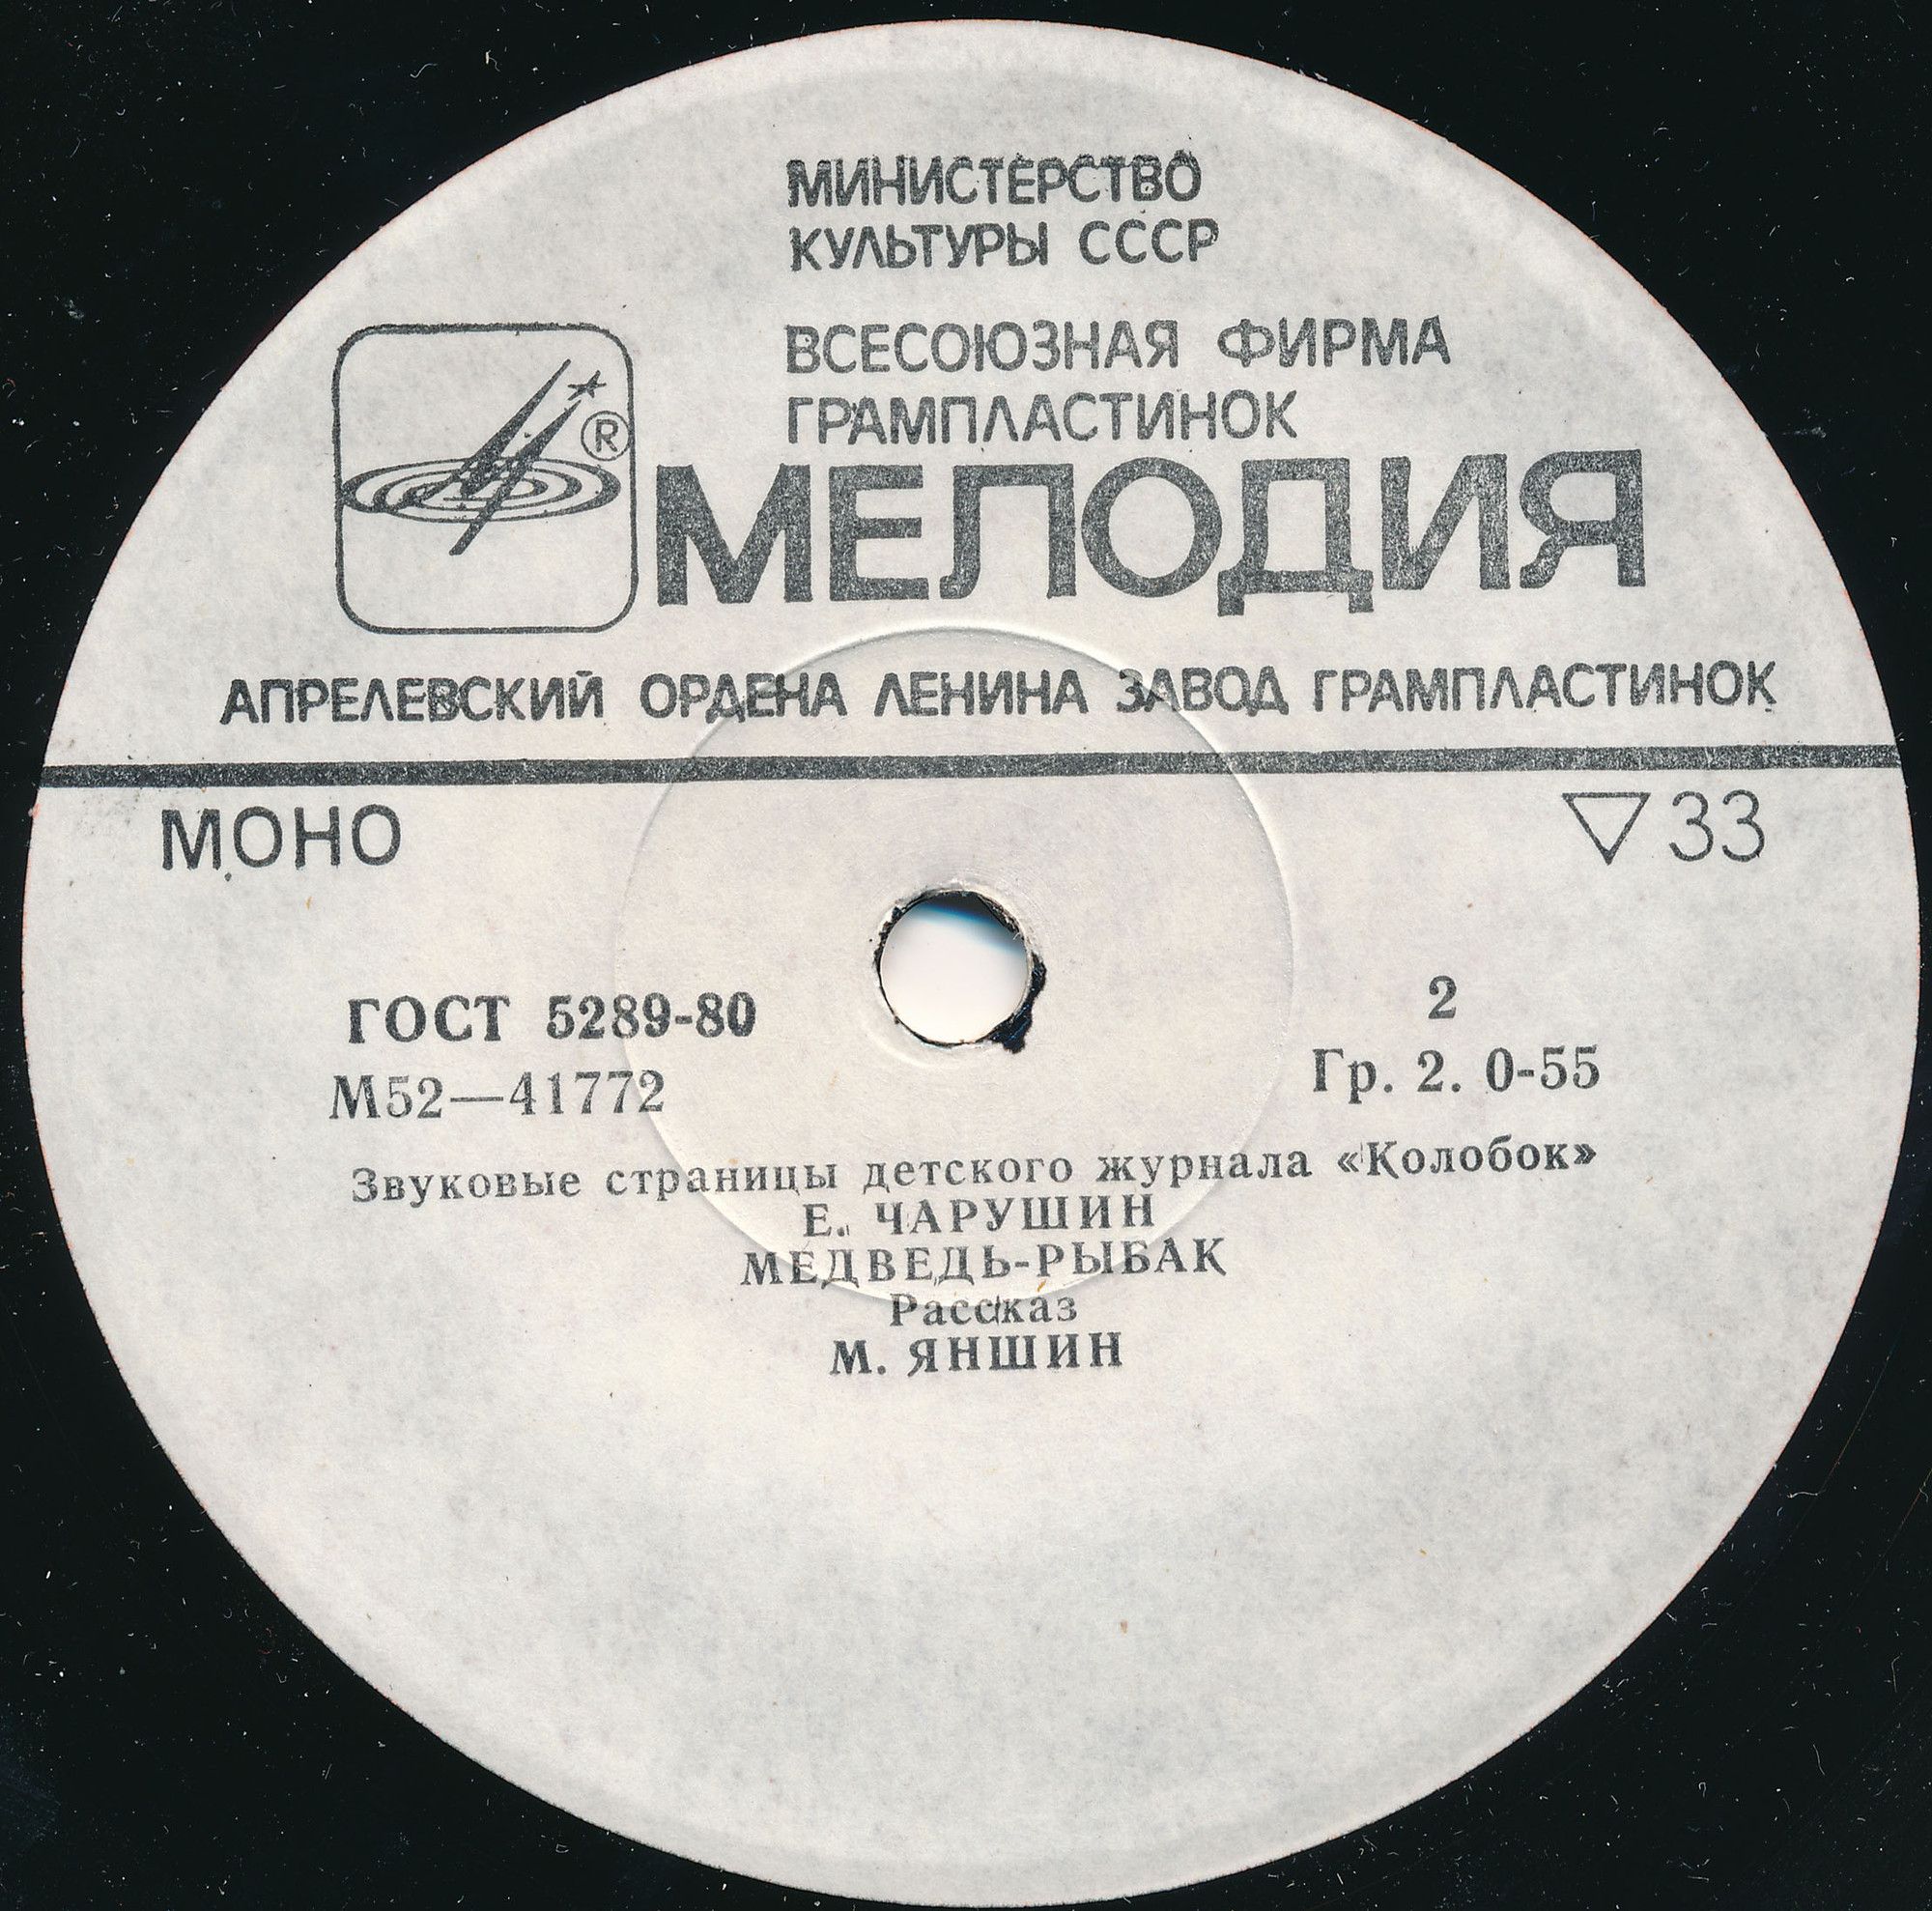 МИНИСТЕРСТВО
КУЛЬТУРЫ СССР
ВСЕСОЮЗНАЯ ФИРМА
ГРАМПЛАСТИНОК
®
МЕЛОДИЯ
АПРЕЛЕВСКИЙ ОРДЕНА ЛЕНИНА ЗАВОД ГРАМПЛАСТИНОК
МОНО
▽33
ГОСТ 5289-80
2
М52—41772
Гр. 2. 0-55
Звуковые страницы детского журнала «Колобок»
Е. ЧАРУШИН
МЕДВЕДЬ-РЫБАК
Рассказ
М. ЯНШИН